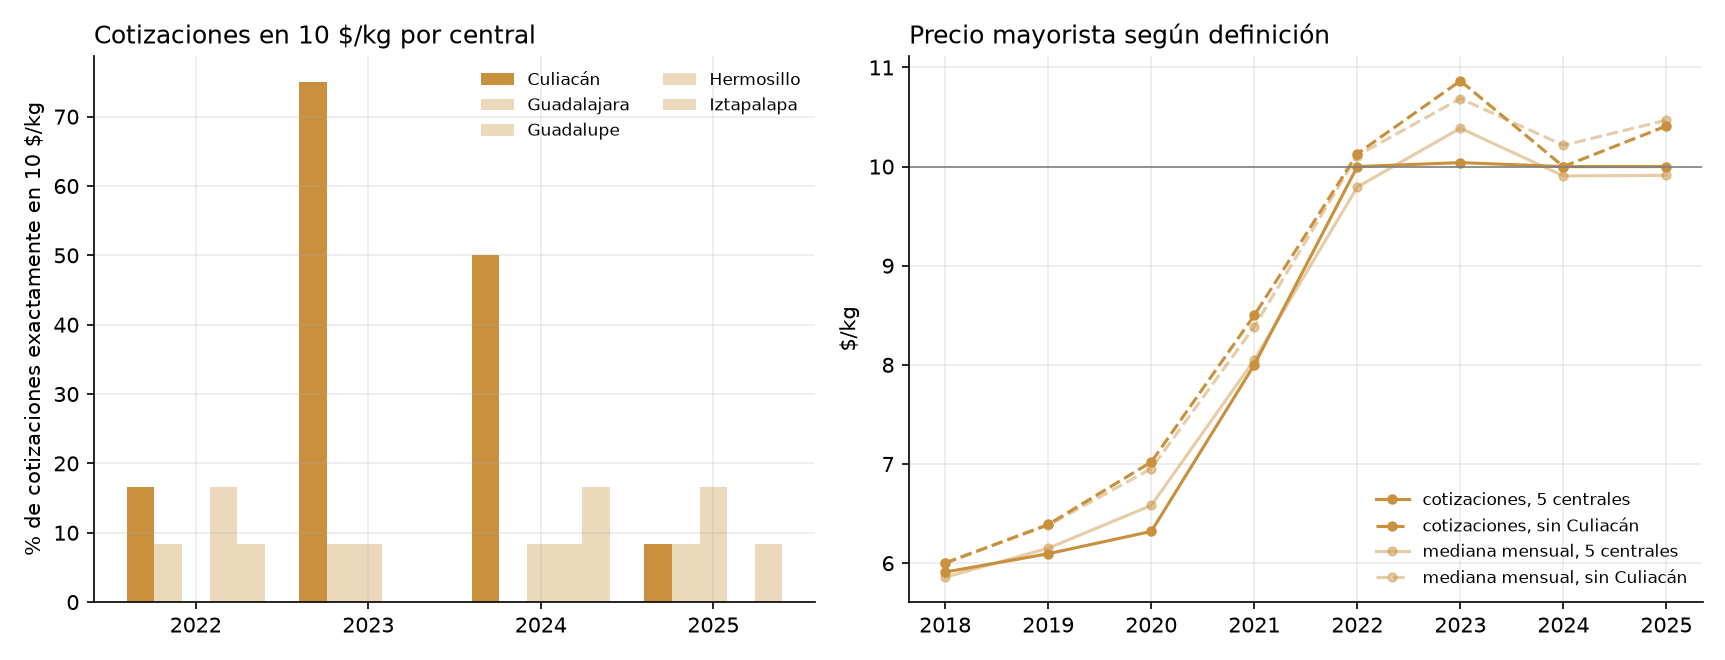 Cotizaciones en 10 $/kg por central
% de cotizaciones exactamente en 10 $/kg
70
60
50
40
30
20
10
0
2022
2023
2024
2025
Culiacán
Guadalajara
Guadalupe
Hermosillo
Iztapalapa
Precio mayorista según definición
$/kg
11
10
9
8
7
6
2018
2019
2020
2021
2022
2023
2024
2025
cotizaciones, 5 centrales
cotizaciones, sin Culiacán
mediana mensual, 5 centrales
mediana mensual, sin Culiacán